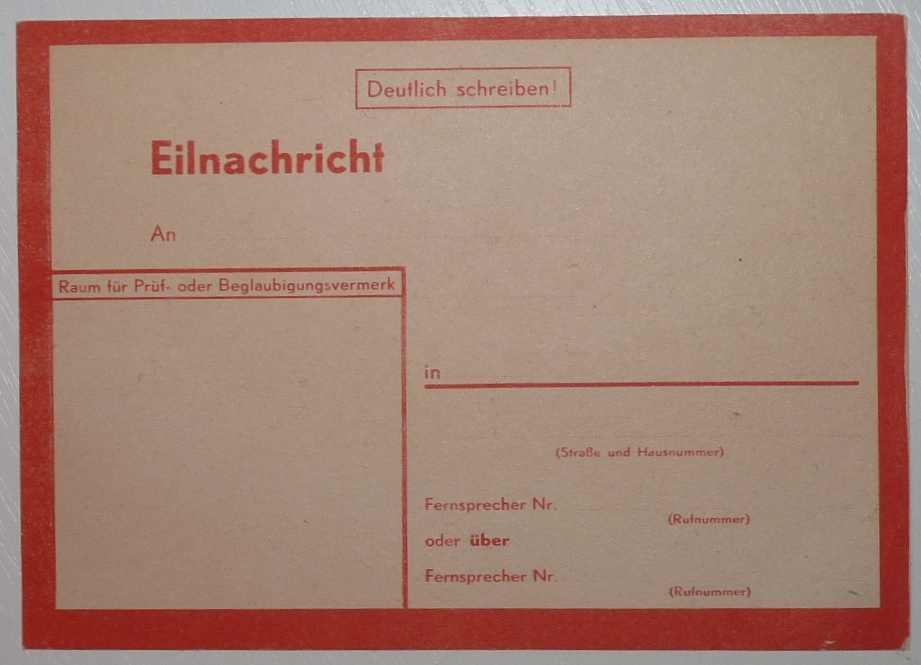 Deutlich schreiben!
Eilnachricht
An
Raum für Prüf- oder Beglaubigungsvermerk
in
(Straße und Hausnummer)
Fernsprecher Nr.
(Rufnummer)
oder über
Fernsprecher Nr.
(Rufnummer)